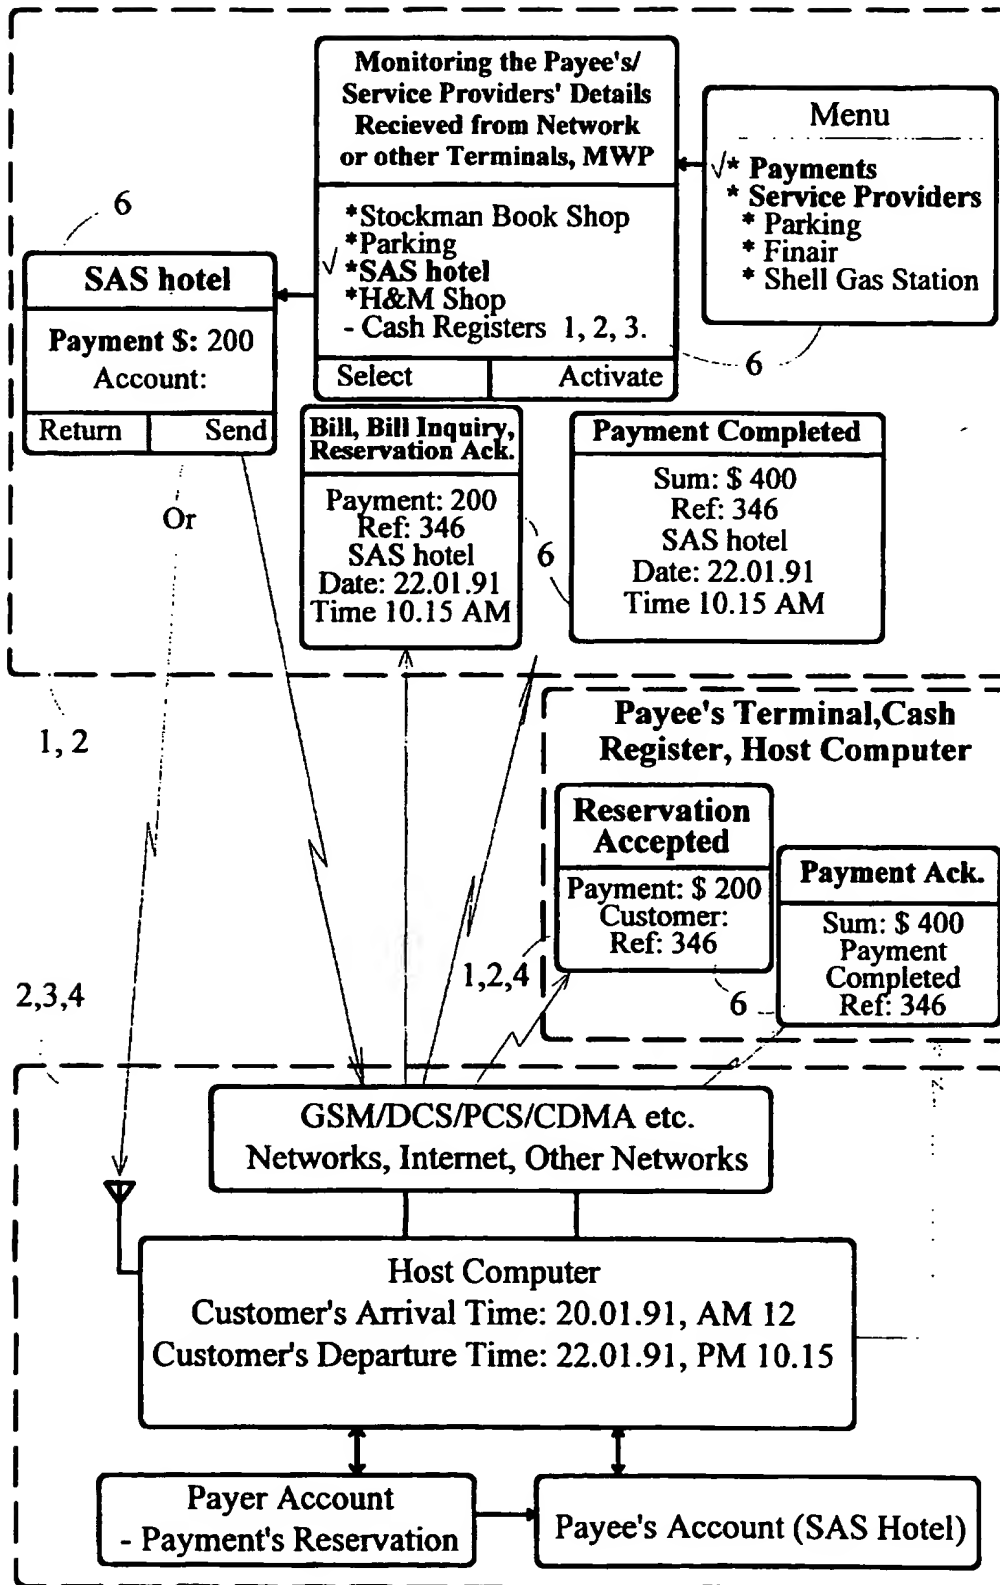 Monitoring the Payee's/
Service Providers' Details
Recieved from Network
or other Terminals, MWP
*Stockman Book Shop
*Parking
√ *SAS hotel
*H&M Shop
- Cash Registers 1, 2, 3.
Select Activate
Menu
√* Payments
* Service Providers
* Parking
* Finair
* Shell Gas Station
6
6
SAS hotel
Payment $: 200
Account:
Return Send
Or
Bill, Bill Inquiry,
Reservation Ack.
Payment: 200
Ref: 346
SAS hotel
Date: 22.01.91
Time 10.15 AM
6
Payment Completed
Sum: $ 400
Ref: 346
SAS hotel
Date: 22.01.91
Time 10.15 AM
1, 2
Payee's Terminal,Cash
Register, Host Computer
Reservation
Accepted
Payment: $ 200
Customer:
Ref: 346
Payment Ack.
Sum: $ 400
Payment
Completed
Ref: 346
1,2,4
6
2,3,4
GSM/DCS/PCS/CDMA etc.
Networks, Internet, Other Networks
Host Computer
Customer's Arrival Time: 20.01.91, AM 12
Customer's Departure Time: 22.01.91, PM 10.15
Payer Account
- Payment's Reservation
Payee's Account (SAS Hotel)